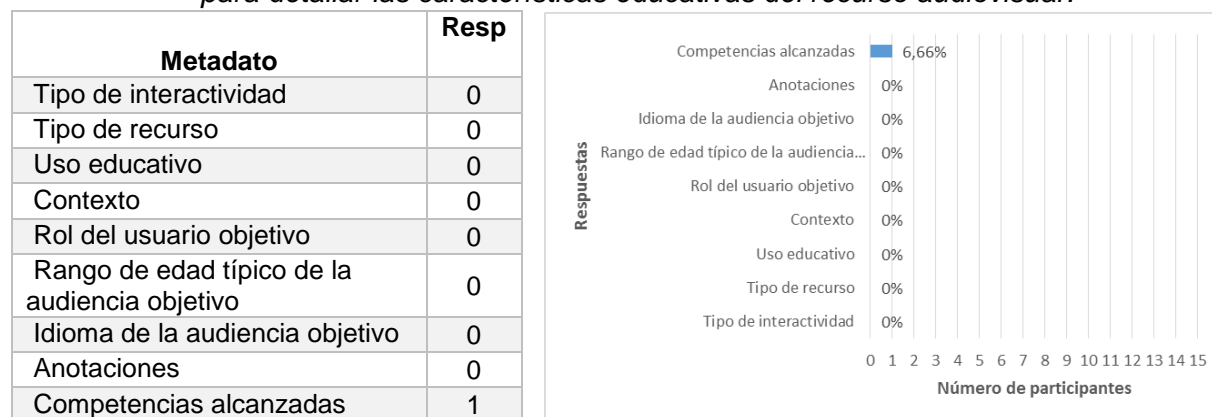 para detallar las características educativas del recurso audiovisual.
Resp
Metadato
Tipo de interactividad 0
Tipo de recurso 0
Uso educativo 0
Contexto 0
Rol del usuario objetivo 0
Rango de edad típico de la
audiencia objetivo 0
Idioma de la audiencia objetivo 0
Anotaciones 0
Competencias alcanzadas 1
Respuestas
Competencias alcanzadas 6,66%
Anotaciones 0%
Idioma de la audiencia objetivo 0%
Rango de edad típico de la audiencia... 0%
Rol del usuario objetivo 0%
Contexto 0%
Uso educativo 0%
Tipo de recurso 0%
Tipo de interactividad 0%
0 1 2 3 4 5 6 7 8 9 10 11 12 13 14 15
Número de participantes